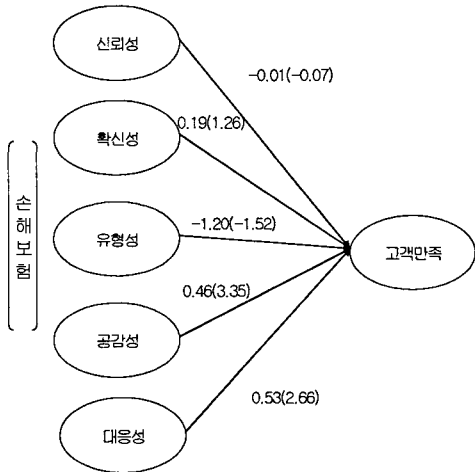 신뢰성
-0.01(-0.07)
확신성
0.19(1.26)
손해보험
유형성
-1.20(-1.52)
고객만족
0.46(3.35)
공감성
0.53(2.66)
대응성